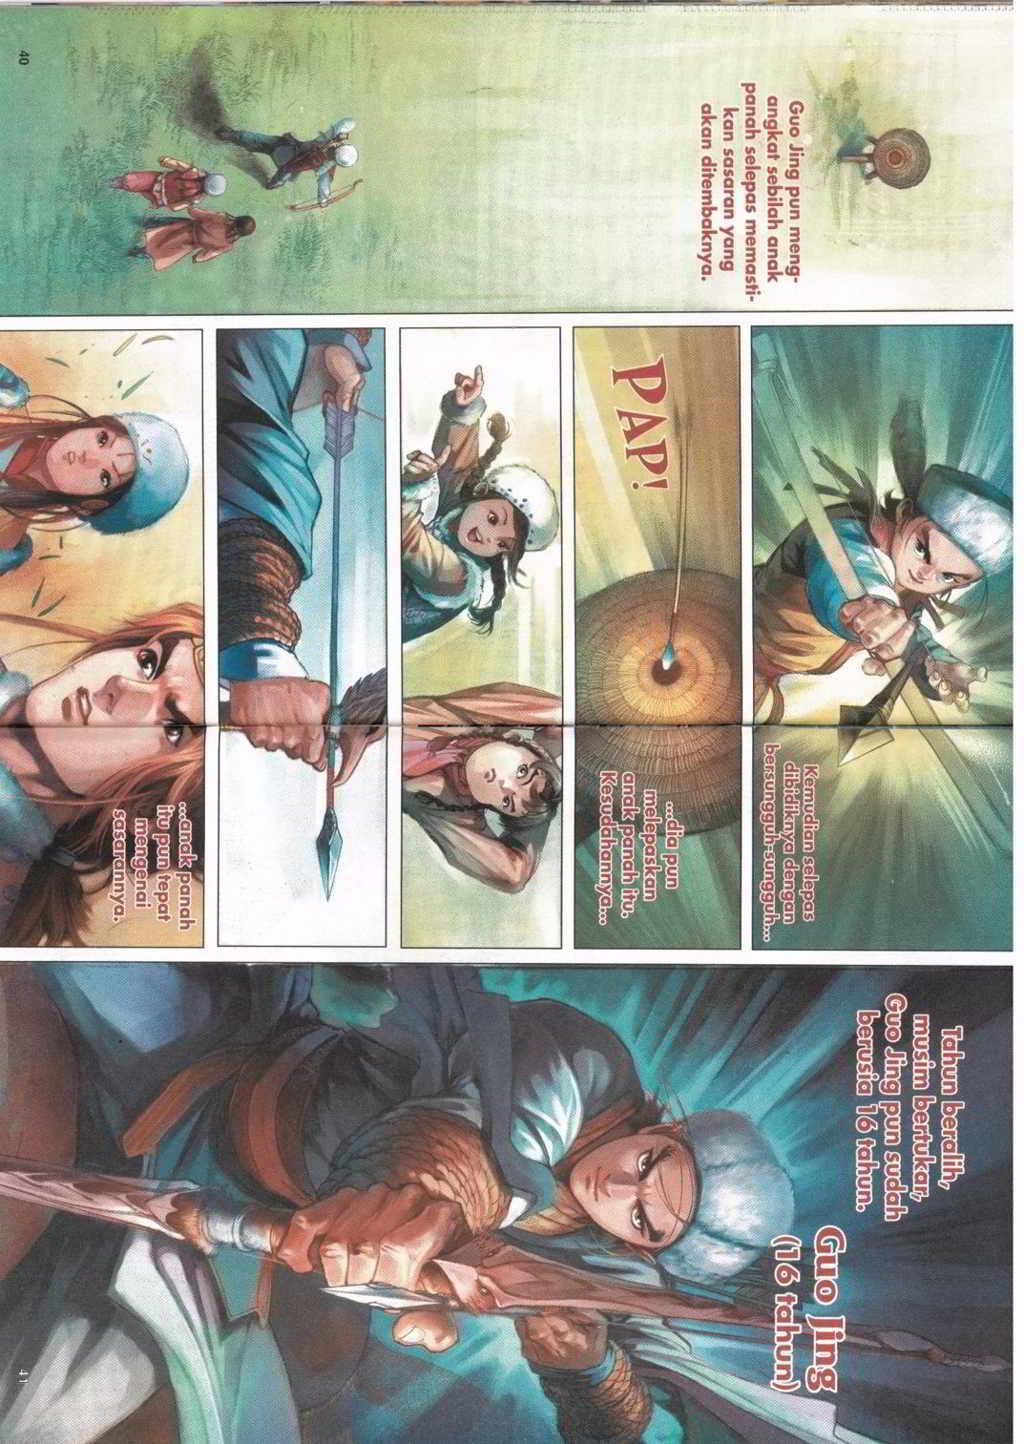 Guo Jing pun meng-
angkat sebilah anak
panah selepas memasti-
kan sasaran yang
akan ditembaknya.
Kemudian selepas
dibidiknya dengan
bersungguh-sungguh...
PAP!
...dia pun
melepaskan
anak panah itu.
Kesudahannya...
...anak panah
itu pun tepat
mengenai
sasarannya.
Tahun beralih,
musim bertukar,
Guo Jing pun sudah
berusia 16 tahun.
Guo Jing
(16 tahun)
40
41